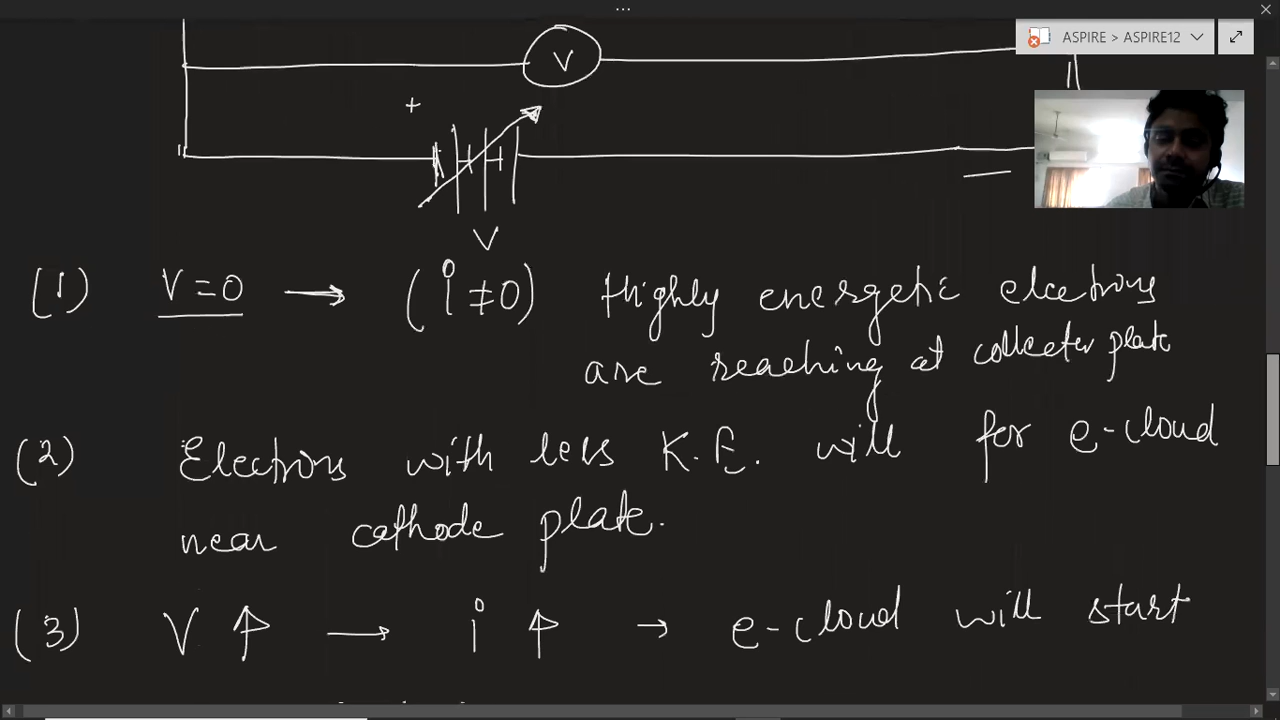 ASPIRE > ASPIRE12
V
+
V
(1) V = 0 → (i ≠ 0) Highly energetic electrons
are reaching at collecter plate
(2) Electrons with less K.E. will for e-cloud
near cathode plate.
(3) V ↑ → i ↑ → e-cloud will start